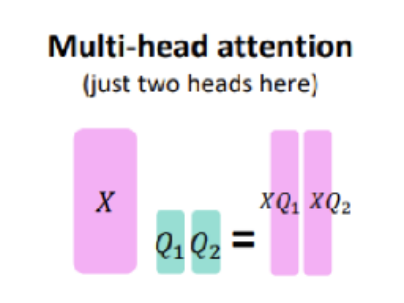 Multi-head attention
(just two heads here)
X Q₁ Q₂ = XQ₁ XQ₂